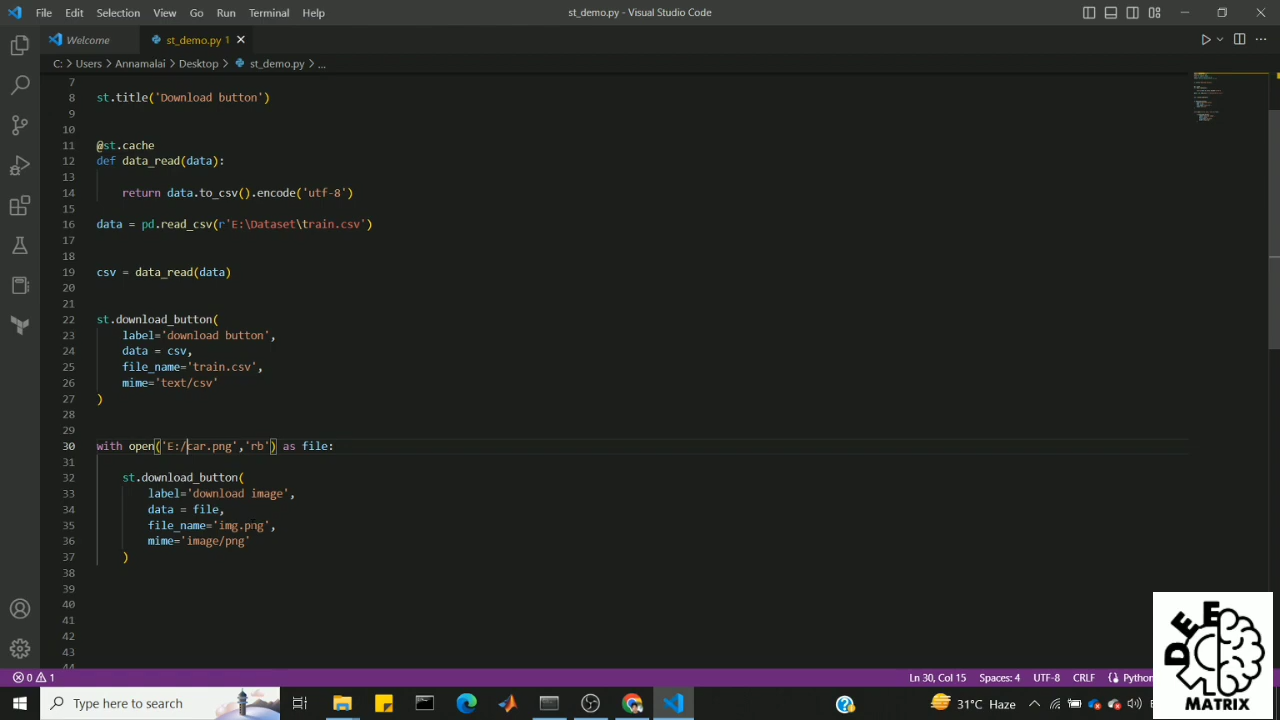 File Edit Selection View Go Run Terminal Help
st_demo.py - Visual Studio Code
Welcome
st_demo.py 1
C: > Users > Annamalai > Desktop > st_demo.py > ...
7
8 st.title('Download button')
9
10
11 @st.cache
12 def data_read(data):
13
14 return data.to_csv().encode('utf-8')
15
16 data = pd.read_csv(r'E:\Dataset\train.csv')
17
18
19 csv = data_read(data)
20
21
22 st.download_button(
23 label='download button',
24 data = csv,
25 file_name='train.csv',
26 mime='text/csv'
27 )
28
29
30 with open('E:/car.png','rb') as file:
31
32 st.download_button(
33 label='download image',
34 data = file,
35 file_name='img.png',
36 mime='image/png'
37 )
38
39
40
41
42
43
44
0 1
Ln 30, Col 15 Spaces: 4 UTF-8 CRLF Python
Type here to search
31°C Haze
DEE
MATRIX